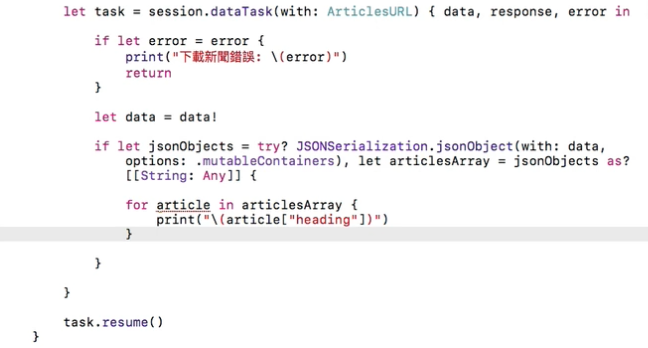 let task = session.dataTask(with: ArticlesURL) { data, response, error in
if let error = error {
print("下載新聞錯誤: \(error)")
return
}
let data = data!
if let jsonObjects = try? JSONSerialization.jsonObject(with: data,
options: .mutableContainers), let articlesArray = jsonObjects as?
[[String: Any]] {
for article in articlesArray {
print("\(article["heading"])")
}
}
}
task.resume()
}